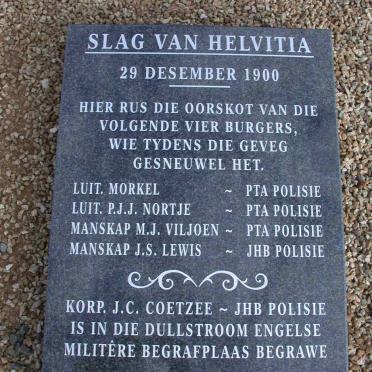 SLAG VAN HELVITIA
29 DESEMBER 1900
HIER RUS DIE OORSKOT VAN DIE
VOLGENDE VIER BURGERS,
WIE TYDENS DIE GEVEG
GESNEUWEL HET.
LUIT. MORKEL ~ PTA POLISIE
LUIT. P.J.J. NORTJE ~ PTA POLISIE
MANSKAP M.J. VILJOEN ~ PTA POLISIE
MANSKAP J.S. LEWIS ~ JHB POLISIE
KORP. J.C. COETZEE ~ JHB POLISIE
IS IN DIE DULLSTROOM ENGELSE
MILITÊRE BEGRAFPLAAS BEGRAWE